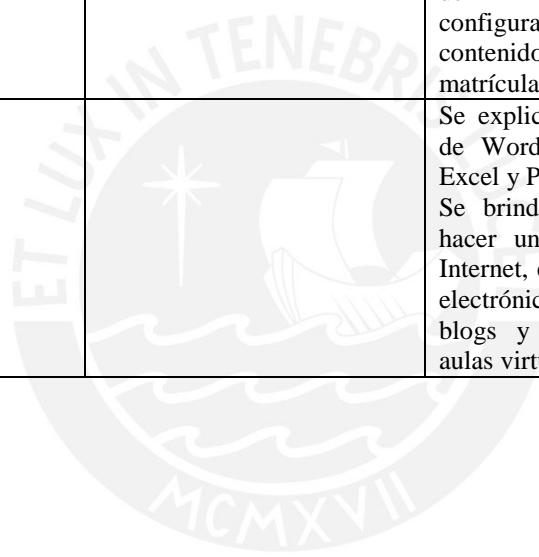 configura
contenido
matrícula
Se explic
de Word
Excel y P
Se brind
hacer un
Internet,
electrónic
blogs y
aulas virt
ET LUX IN TENEBRIS
MCMXVII